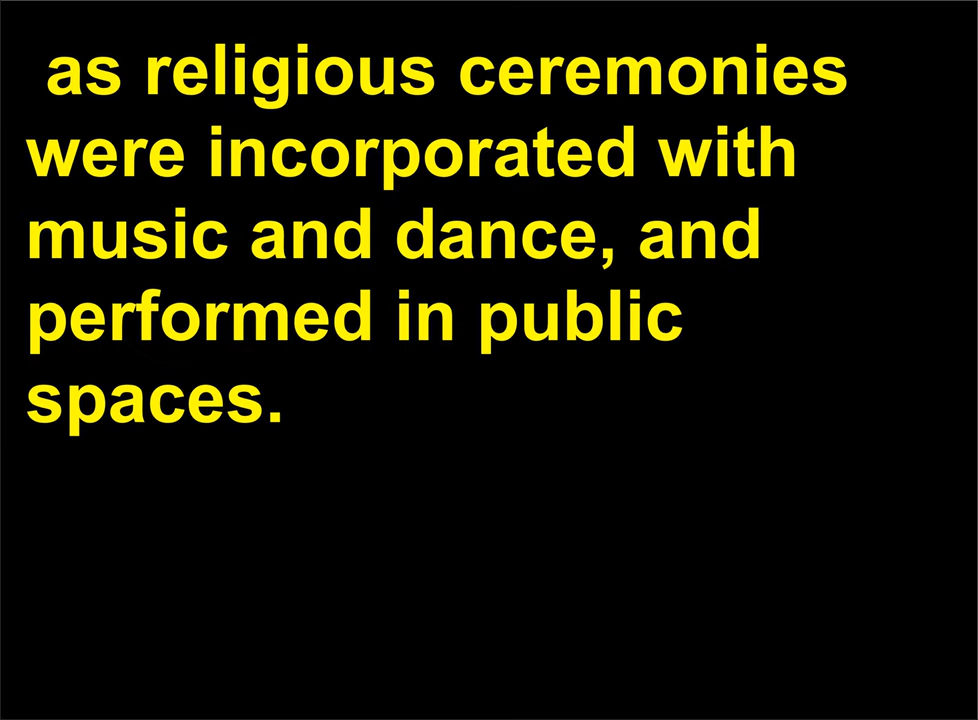 as religious ceremonies
were incorporated with
music and dance, and
performed in public
spaces.